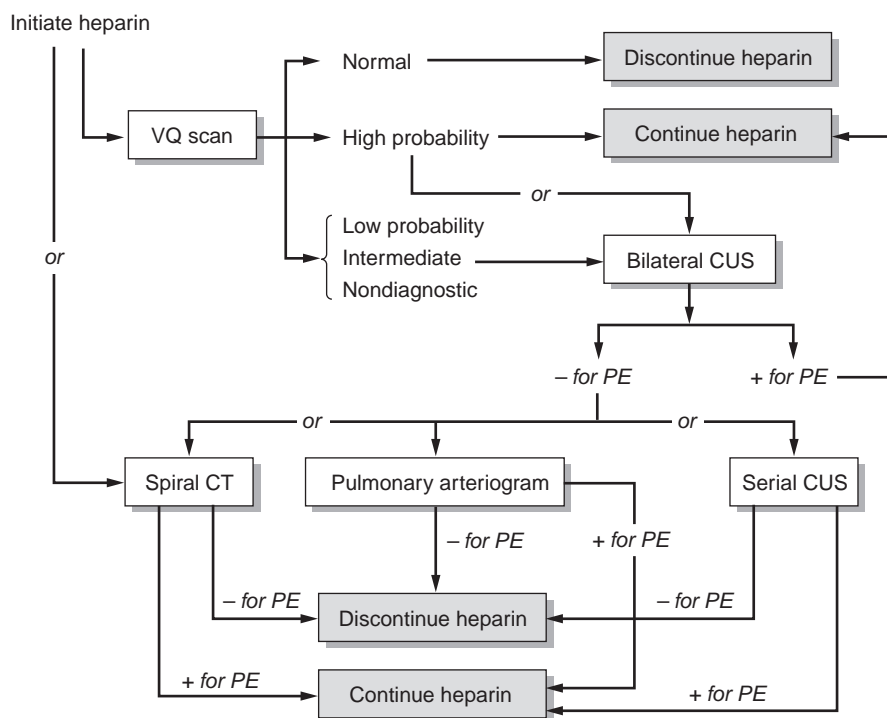 Initiate heparin
Normal
Discontinue heparin
VQ scan
High probability
Continue heparin
or
Low probability
or
Intermediate
Bilateral CUS
Nondiagnostic
– for PE
+ for PE
or
or
Spiral CT
Pulmonary arteriogram
Serial CUS
– for PE
+ for PE
– for PE
– for PE
Discontinue heparin
+ for PE
Continue heparin
+ for PE